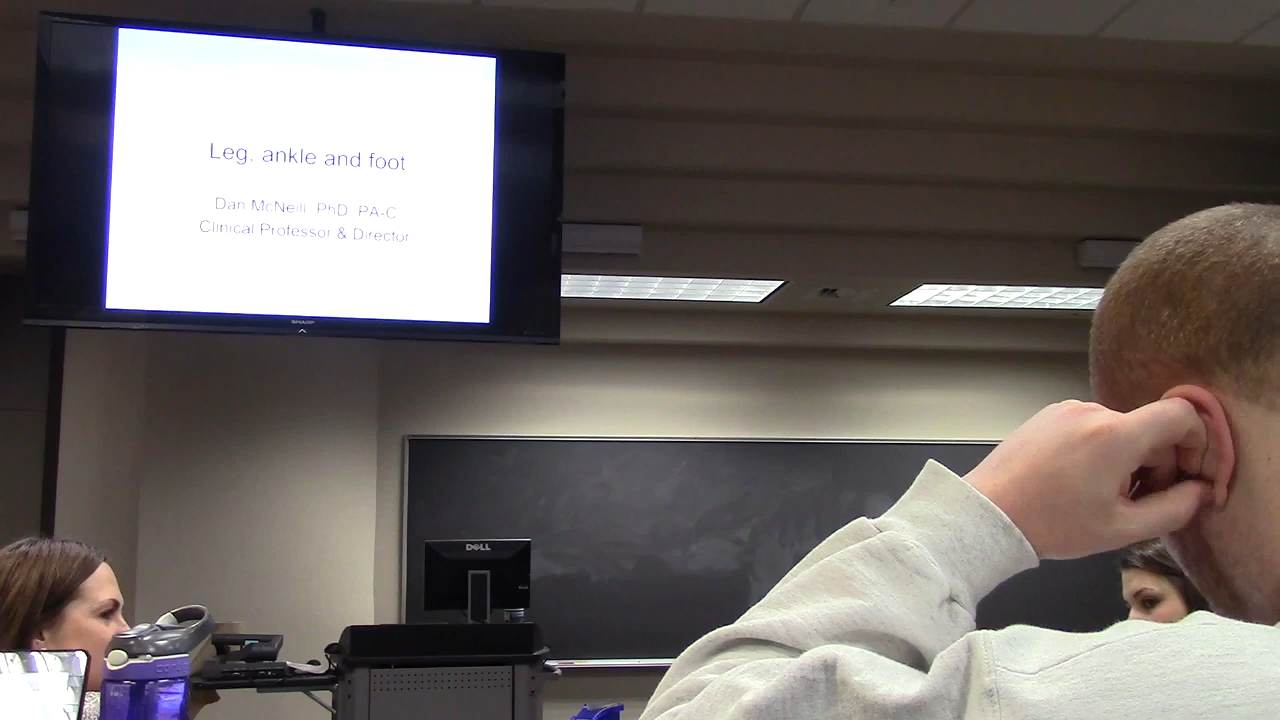 Leg, ankle and foot
Dan McNeill, PhD, PA-C
Clinical Professor & Director
SHARP
DELL